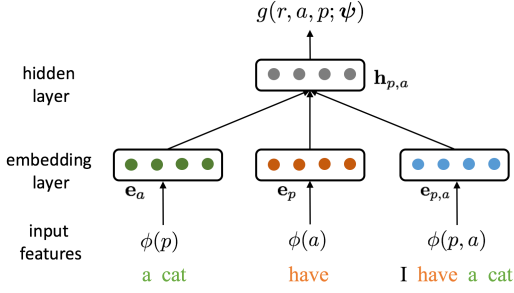 g(r, a, p; ψ)
hidden layer
h_{p,a}
embedding layer
e_a
e_p
e_{p,a}
input features
ϕ(p)
ϕ(a)
ϕ(p, a)
a cat
have
I have a cat